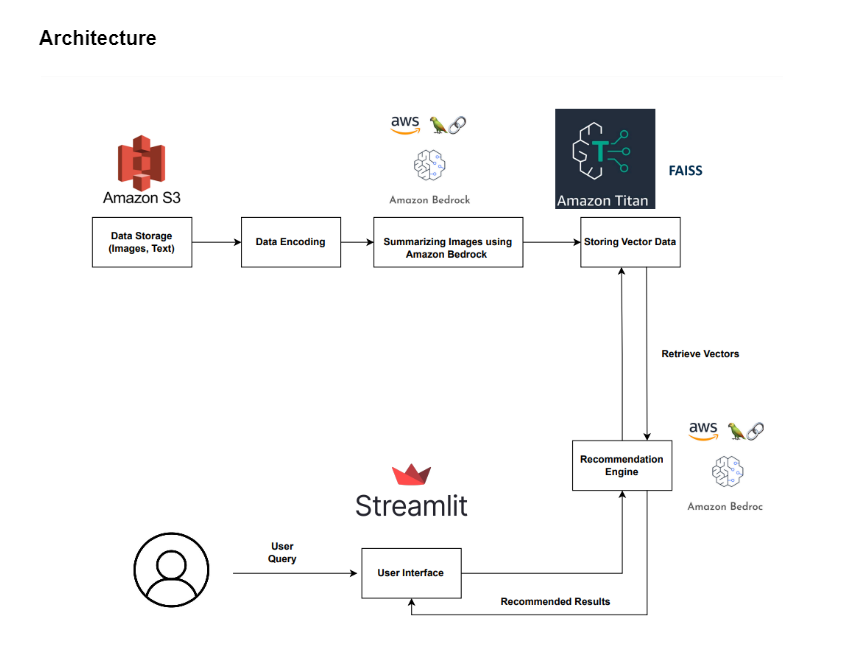 Architecture
aws
Amazon S3
Amazon Bedrock
Amazon Titan
FAISS
Data Storage
(Images, Text)
Data Encoding
Summarizing Images using
Amazon Bedrock
Storing Vector Data
Retrieve Vectors
aws
Recommendation
Engine
Amazon Bedroc
Streamlit
User
Query
User Interface
Recommended Results